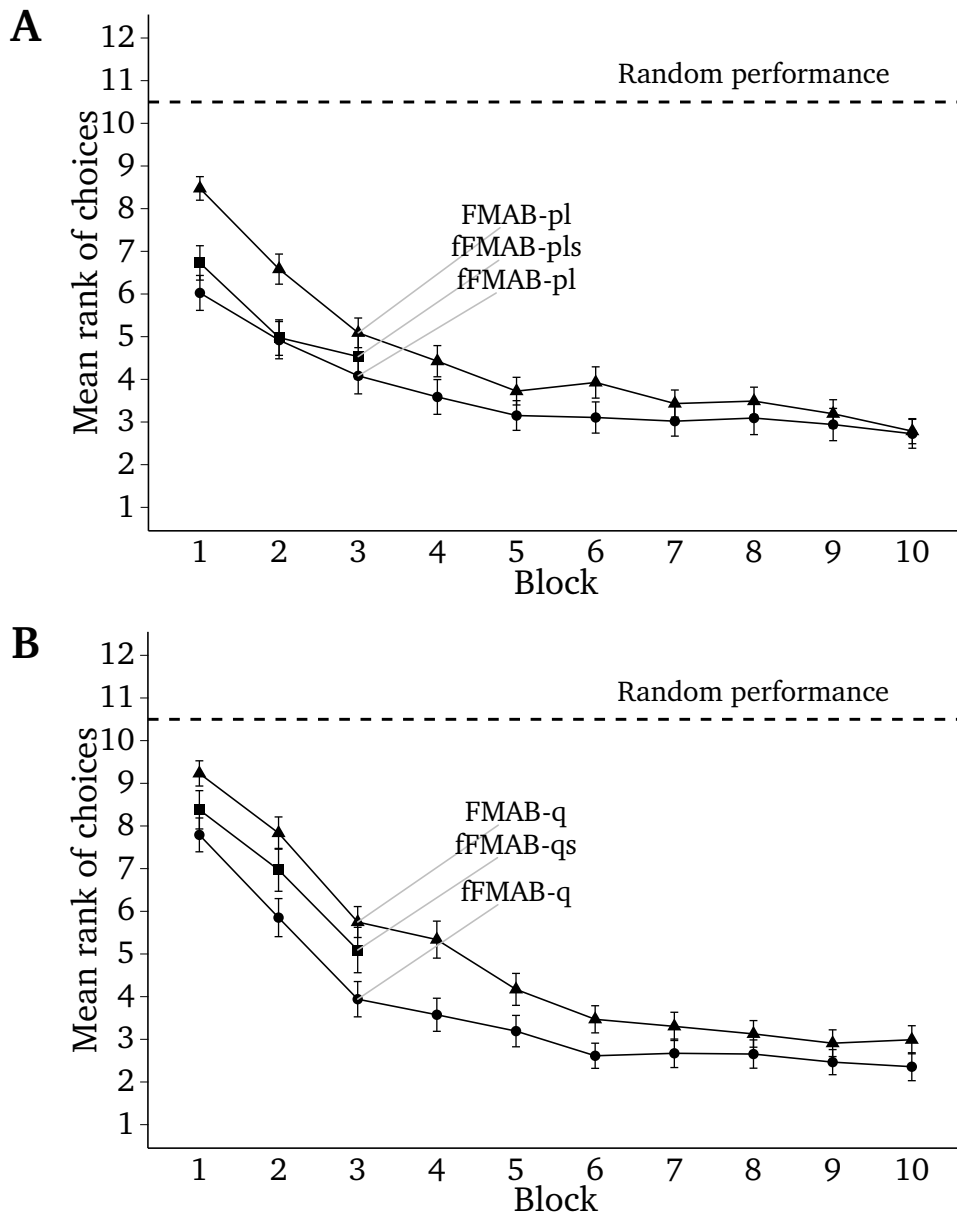 A
Mean rank of choices
12
11
10
9
8
7
6
5
4
3
2
1
Random performance
FMAB-pl
fFMAB-pls
fFMAB-pl
1 2 3 4 5 6 7 8 9 10
Block
B
Mean rank of choices
12
11
10
9
8
7
6
5
4
3
2
1
Random performance
FMAB-q
fFMAB-qs
fFMAB-q
1 2 3 4 5 6 7 8 9 10
Block